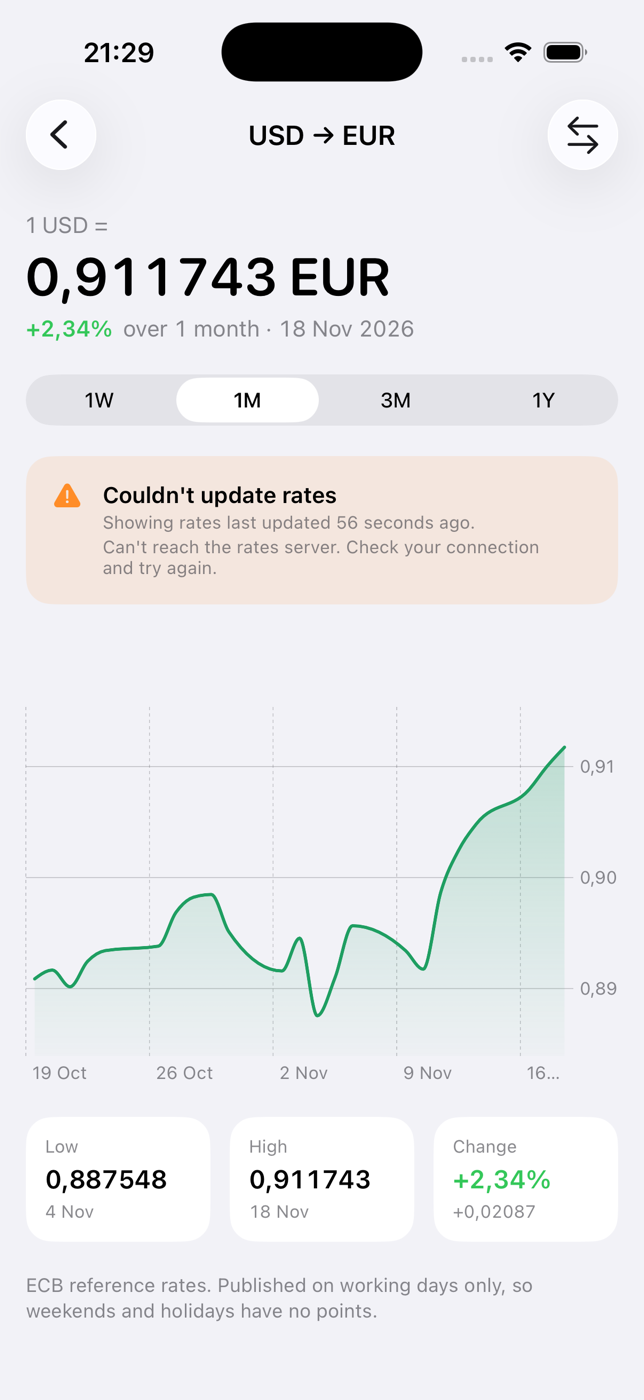 21:29
USD → EUR
1 USD =
0,911743 EUR
+2,34% over 1 month · 18 Nov 2026
1W 1M 3M 1Y
Couldn't update rates
Showing rates last updated 56 seconds ago.
Can't reach the rates server. Check your connection
and try again.
0,91
0,90
0,89
19 Oct 26 Oct 2 Nov 9 Nov 16...
Low
0,887548
4 Nov
High
0,911743
18 Nov
Change
+2,34%
+0,02087
ECB reference rates. Published on working days only, so
weekends and holidays have no points.